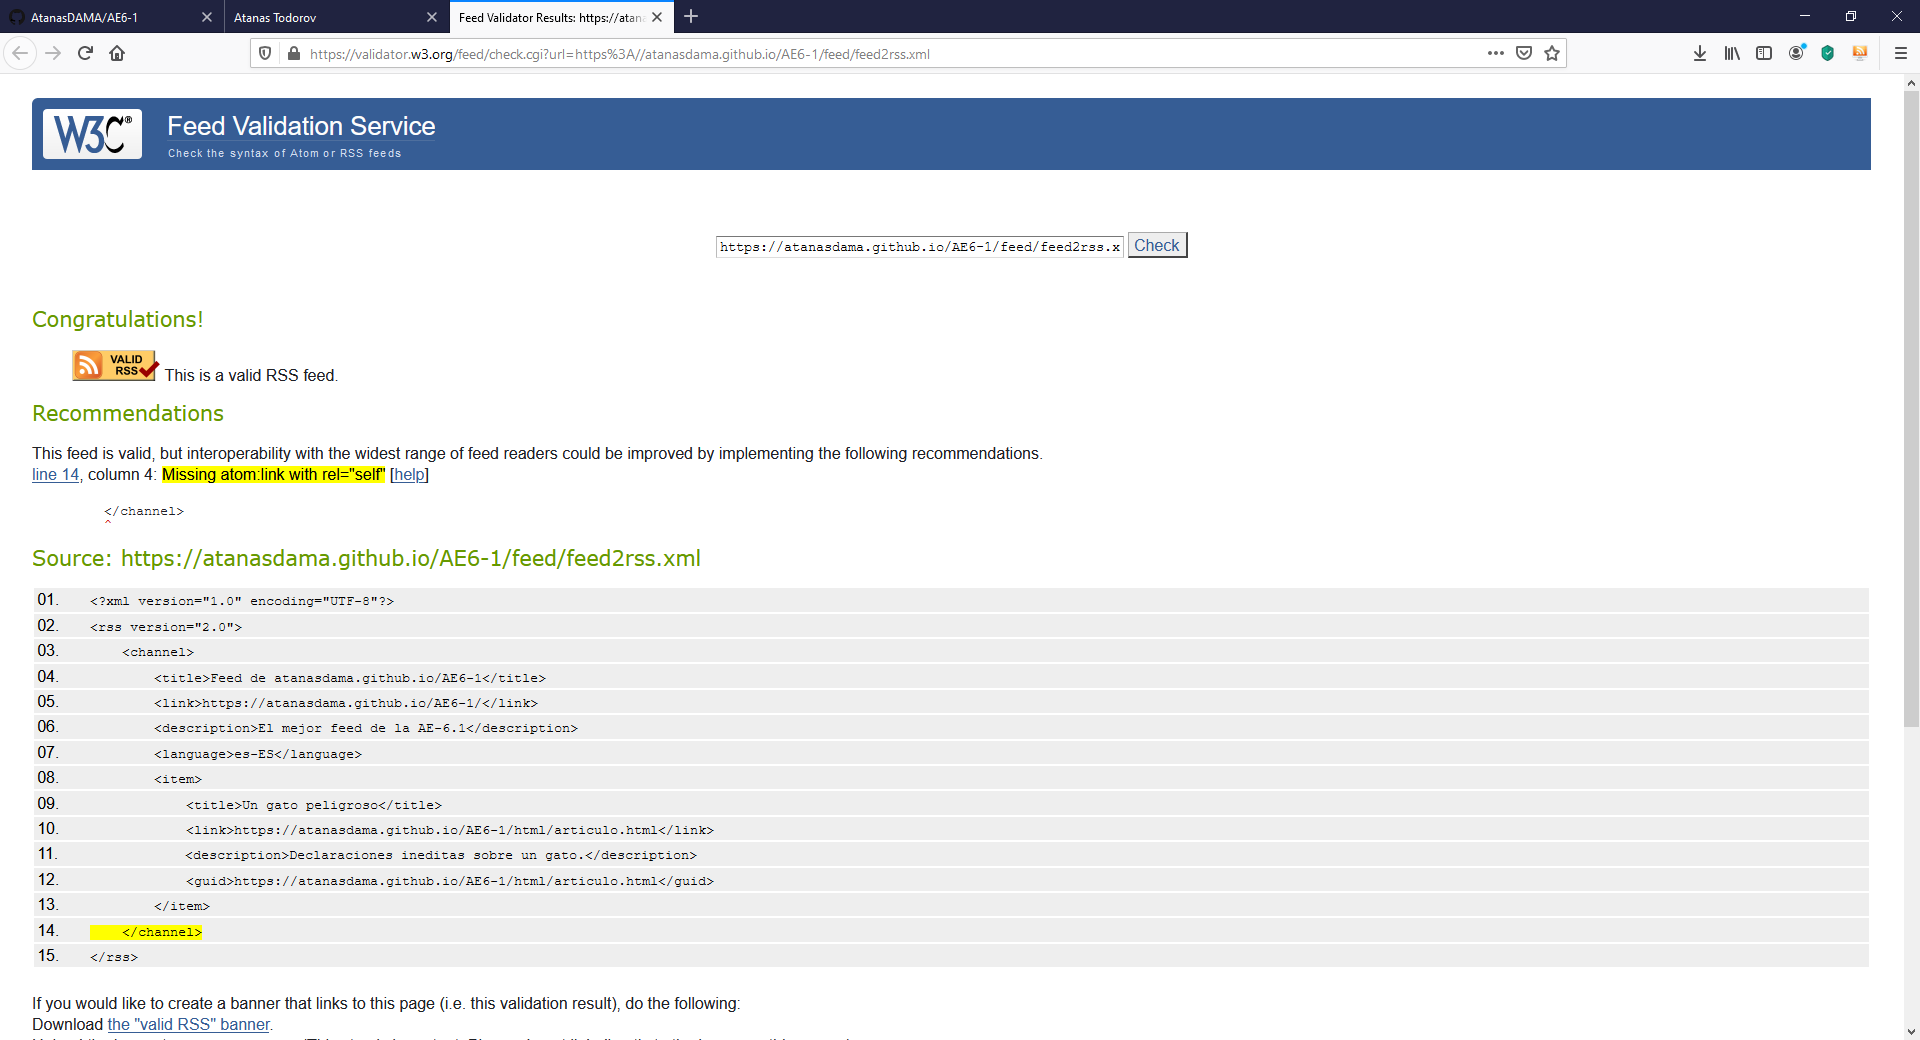 AtanasDAMA/AE6-1
Atanas Todorov
Feed Validator Results: https://atana
https://validator.w3.org/feed/check.cgi?url=https%3A//atanasdama.github.io/AE6-1/feed/feed2rss.xml
W3C®
Feed Validation Service
Check the syntax of Atom or RSS feeds
https://atanasdama.github.io/AE6-1/feed/feed2rss.x
Check
Congratulations!
VALID RSS
This is a valid RSS feed.
Recommendations
This feed is valid, but interoperability with the widest range of feed readers could be improved by implementing the following recommendations.
line 14, column 4: Missing atom:link with rel="self" [help]
</channel>
^
Source: https://atanasdama.github.io/AE6-1/feed/feed2rss.xml
01. <?xml version="1.0" encoding="UTF-8"?>
02. <rss version="2.0">
03. <channel>
04. <title>Feed de atanasdama.github.io/AE6-1</title>
05. <link>https://atanasdama.github.io/AE6-1/</link>
06. <description>El mejor feed de la AE-6.1</description>
07. <language>es-ES</language>
08. <item>
09. <title>Un gato peligroso</title>
10. <link>https://atanasdama.github.io/AE6-1/html/articulo.html</link>
11. <description>Declaraciones ineditas sobre un gato.</description>
12. <guid>https://atanasdama.github.io/AE6-1/html/articulo.html</guid>
13. </item>
14. </channel>
15. </rss>
If you would like to create a banner that links to this page (i.e. this validation result), do the following:
Download the "valid RSS" banner.